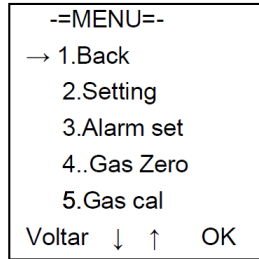 -=MENU=-
→ 1.Back
2.Setting
3.Alarm set
4..Gas Zero
5.Gas cal
Voltar ↓ ↑ OK